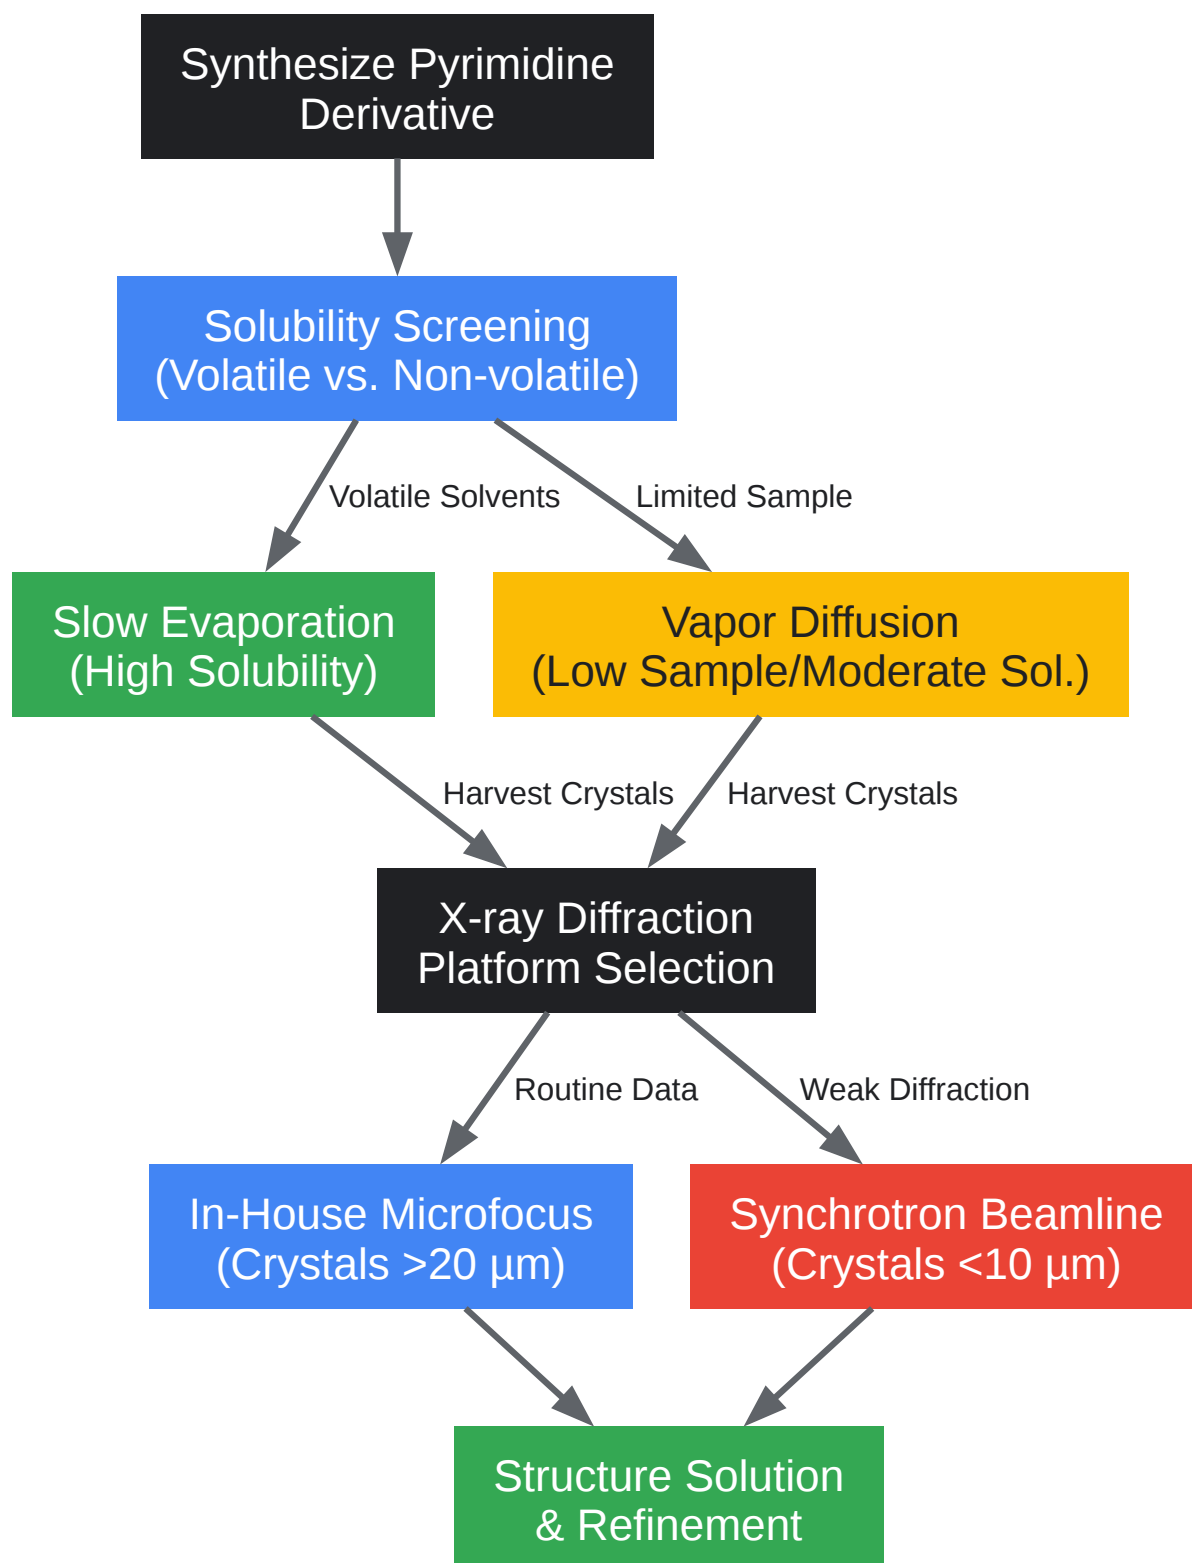 Synthesize Pyrimidine
Derivative
Solubility Screening
(Volatile vs. Non-volatile)
Volatile Solvents
Limited Sample
Slow Evaporation
(High Solubility)
Vapor Diffusion
(Low Sample/Moderate Sol.)
Harvest Crystals
Harvest Crystals
X-ray Diffraction
Platform Selection
Routine Data
Weak Diffraction
In-House Microfocus
(Crystals >20 µm)
Synchrotron Beamline
(Crystals <10 µm)
Structure Solution
& Refinement